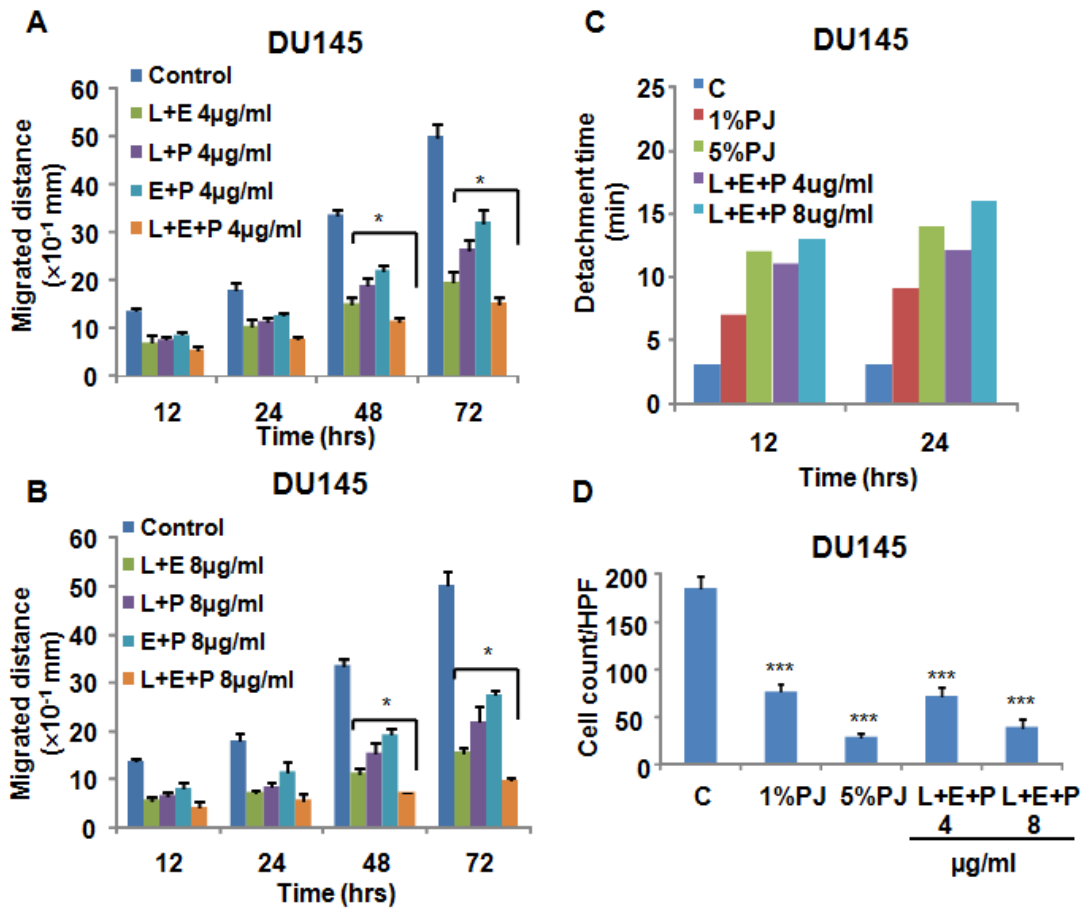 A
DU145
Control
L+E 4µg/ml
L+P 4µg/ml
E+P 4µg/ml
L+E+P 4µg/ml
Migrated distance
(×10-1 mm)
60
50
40
30
20
10
0
*
*
12 24 48 72
Time (hrs)
B
DU145
Control
L+E 8µg/ml
L+P 8µg/ml
E+P 8µg/ml
L+E+P 8µg/ml
Migrated distance
(×10-1 mm)
60
50
40
30
20
10
0
*
*
12 24 48 72
Time (hrs)
C
DU145
C
1%PJ
5%PJ
L+E+P 4ug/ml
L+E+P 8ug/ml
Detachment time
(min)
25
20
15
10
5
0
12 24
Time (hrs)
D
DU145
Cell count/HPF
200
150
100
50
0
***
***
***
***
C 1%PJ 5%PJ L+E+P L+E+P
4 8
µg/ml